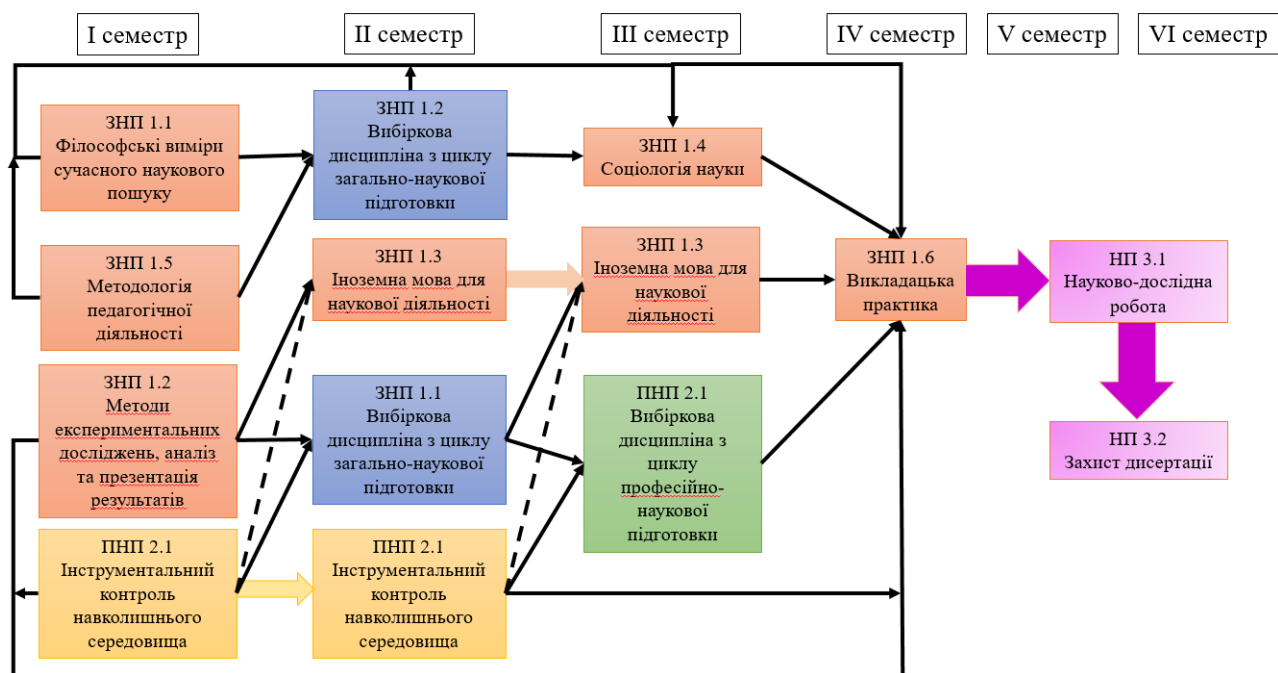 I семестр
II семестр
III семестр
IV семестр
V семестр
VI семестр
ЗНП 1.1
Філософські виміри
сучасного наукового
пошуку
ЗНП 1.5
Методологія
педагогічної
діяльності
ЗНП 1.2
Методи
експериментальних
досліджень, аналіз
та презентація
результатів
ПНП 2.1
Інструментальний
контроль
навколишнього
середовища
ЗНП 1.2
Вибіркова
дисципліна з циклу
загально-наукової
підготовки
ЗНП 1.3
Іноземна мова для
наукової діяльності
ЗНП 1.1
Вибіркова
дисципліна з циклу
загально-наукової
підготовки
ПНП 2.1
Інструментальний
контроль
навколишнього
середовища
ЗНП 1.4
Соціологія науки
ЗНП 1.3
Іноземна мова для
наукової
діяльності
ПНП 2.1
Вибіркова
дисципліна з
циклу
професійно-
наукової
підготовки
ЗНП 1.6
Викладацька
практика
НП 3.1
Науково-дослідна
робота
НП 3.2
Захист дисертації